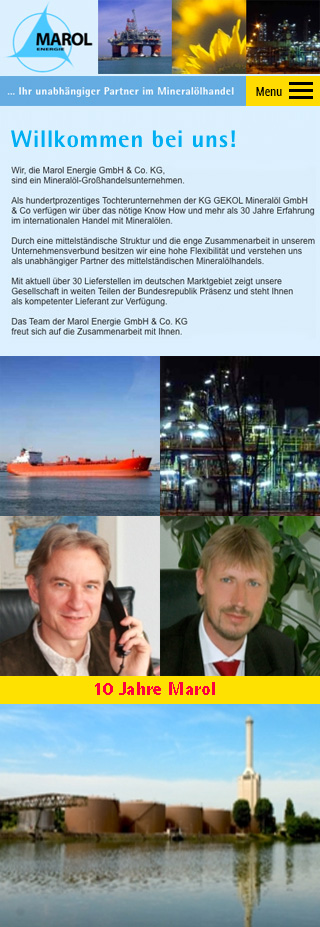 MAROL
ENERGIE
... Ihr unabhängiger Partner im Mineralölhandel
Menu
Willkommen bei uns!
Wir, die Marol Energie GmbH & Co. KG,
sind ein Mineralöl-Großhandelsunternehmen.
Als hundertprozentiges Tochterunternehmen der KG GEKOL Mineralöl GmbH
& Co verfügen wir über das nötige Know How und mehr als 30 Jahre Erfahrung
im internationalen Handel mit Mineralölen.
Durch eine mittelständische Struktur und die enge Zusammenarbeit in unserem
Unternehmensverbund besitzen wir eine hohe Flexibilität und verstehen uns
als unabhängiger Partner des mittelständischen Mineralölhandels.
Mit aktuell über 30 Lieferstellen im deutschen Marktgebiet zeigt unsere
Gesellschaft in weiten Teilen der Bundesrepublik Präsenz und steht Ihnen
als kompetenter Lieferant zur Verfügung.
Das Team der Marol Energie GmbH & Co. KG
freut sich auf die Zusammenarbeit mit Ihnen.
10 Jahre Marol